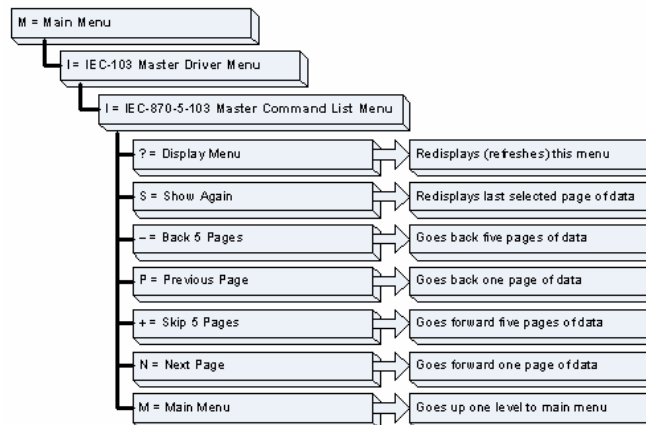 M = Main Menu
I = IEC-103 Master Driver Menu
I = IEC-870-5-103 Master Command List Menu
? = Display Menu
Redisplays (refreshes) this menu
S = Show Again
Redisplays last selected page of data
– = Back 5 Pages
Goes back five pages of data
P = Previous Page
Goes back one page of data
+ = Skip 5 Pages
Goes forward five pages of data
N = Next Page
Goes forward one page of data
M = Main Menu
Goes up one level to main menu